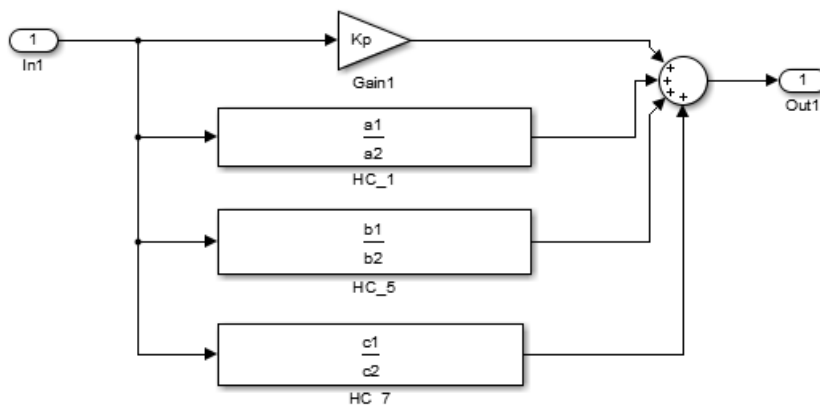 1
In1
Kp
Gain1
+
+
+
+
1
Out1
a1
a2
HC_1
b1
b2
HC_5
c1
c2
HC_7